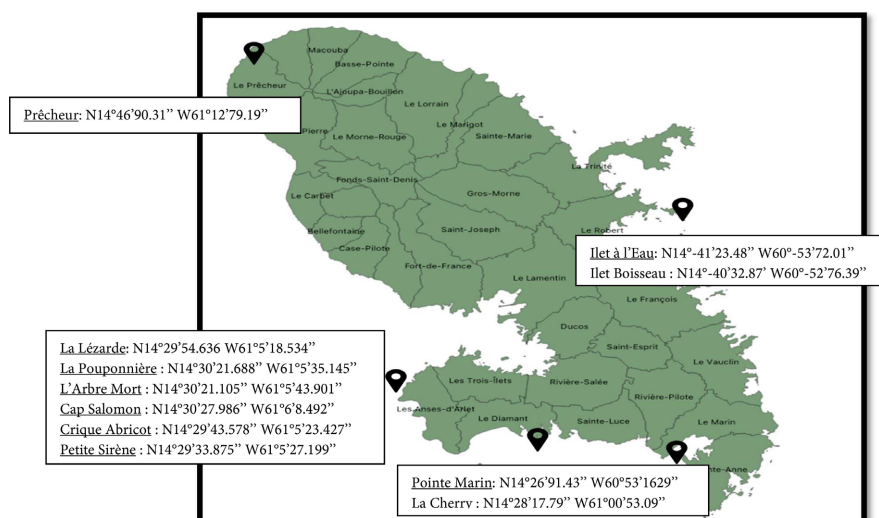 Macouba
Basse-Pointe
Le Prêcheur
L'Ajoupa-Bouillon
Le Lorrain
Prêcheur: N14°46’90.31’’ W61°12’79.19’’
Pierre
Le Marigot
Le Morne-Rouge
Sainte-Marie
La Trinité
Fonds-Saint-Denis
Le Carbet
Gros-Morne
Bellefontaine
Saint-Joseph
Le Robert
Case-Pilote
Ilet à l’Eau: N14°-41’23.48’’ W60°-53’72.01’’
Ilet Boisseau : N14°-40’32.87’ W60°-52’76.39’’
Fort-de-France
Le Lamentin
Le François
Ducos
Saint-Esprit
Le Vauclin
La Lézarde: N14°29’54.636 W61°5’18.534’’
La Pouponnière : N14°30’21.688’’ W61°5’35.145’’
L’Arbre Mort : N14°30’21.105’’ W61°5’43.901’’
Cap Salomon : N14°30’27.986’’ W61°6’8.492’’
Crique Abricot : N14°29’43.578’’ W61°5’23.427’’
Petite Sirène : N14°29’33.875’’ W61°5’27.199’’
Les Trois-Îlets
Rivière-Salée
Rivière-Pilote
Les Anses-d'Arlet
Le Diamant
Sainte-Luce
Le Marin
Pointe Marin: N14°26’91.43’’ W60°53’1629’’
La Cherry : N14°28’17.79’’ W61°00’53.09’’
nte-Anne